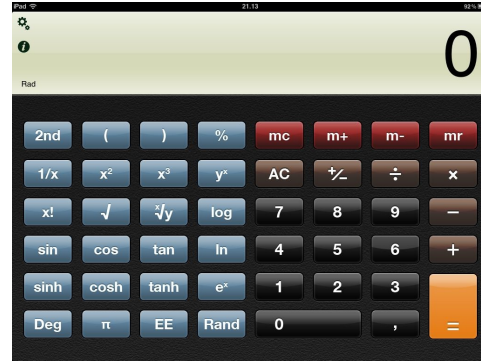 iPad 21.13 92%
0
Rad
2nd ( ) % mc m+ m- mr
1/x x² x³ yˣ AC +/− ÷ ×
x! √ ˣ√y log 7 8 9 −
sin cos tan ln 4 5 6 +
sinh cosh tanh eˣ 1 2 3
Deg π EE Rand 0 , =